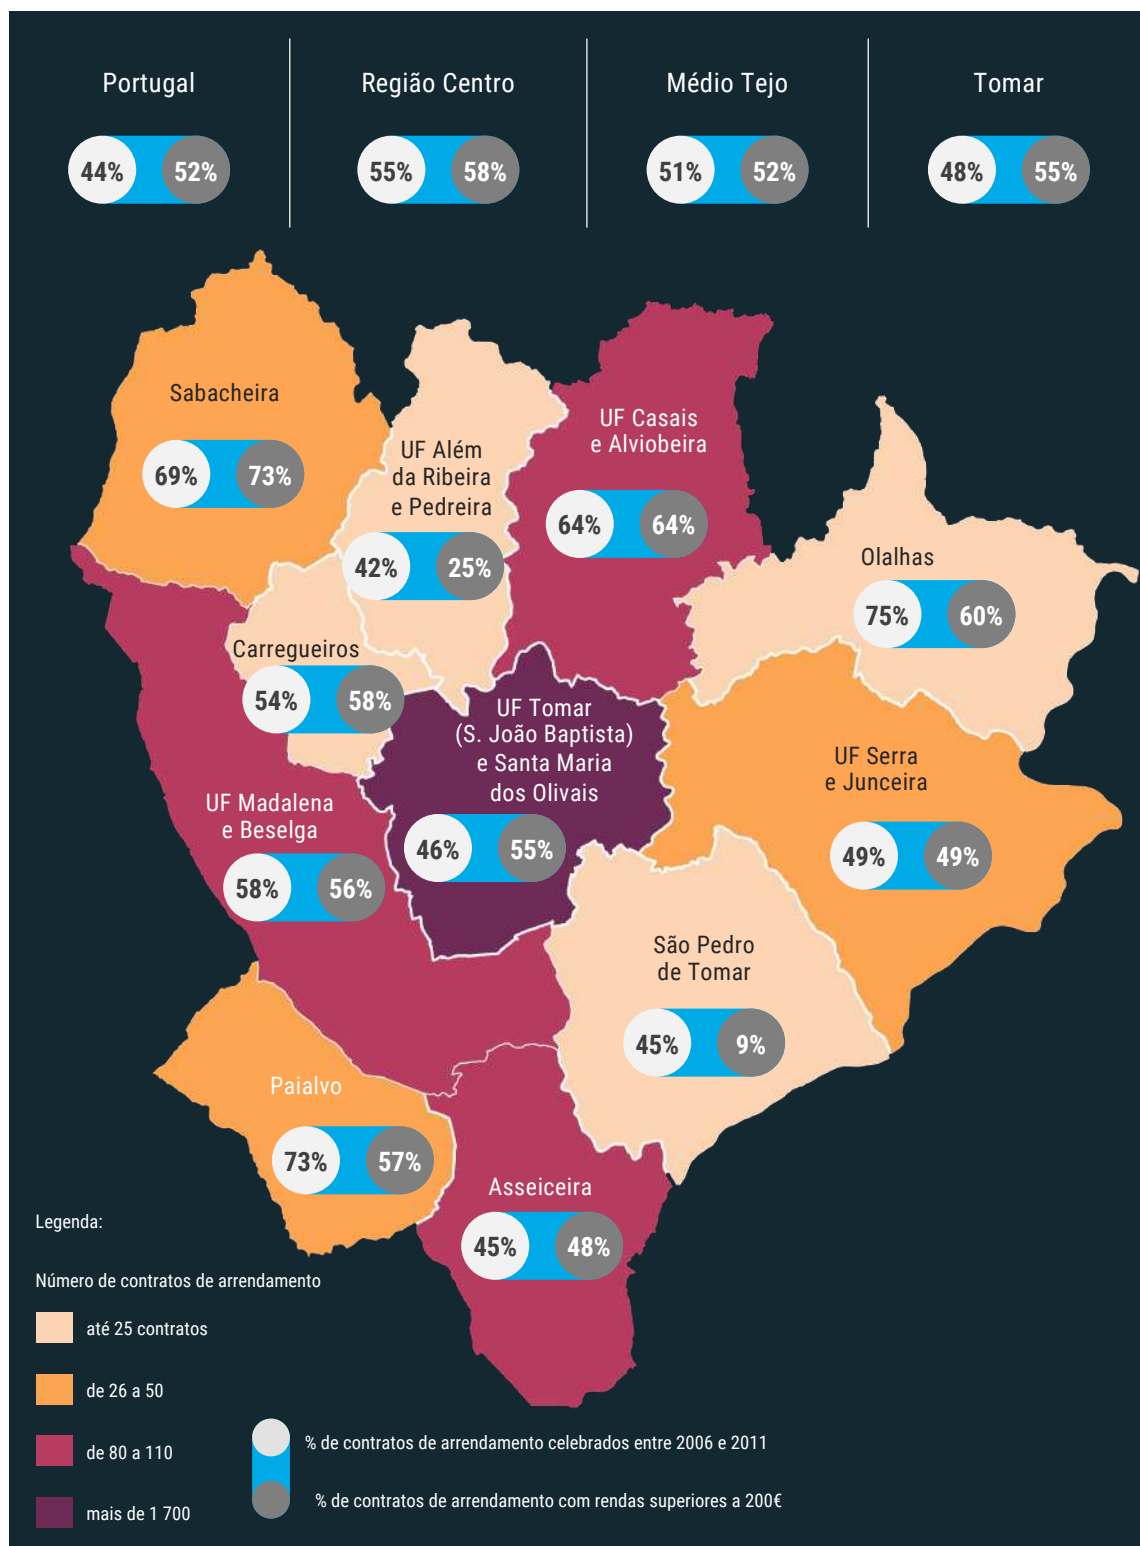 Portugal
44%
52%
Região Centro
55%
58%
Médio Tejo
51%
52%
Tomar
48%
55%
Sabacheira
69%
73%
UF Além
da Ribeira
e Pedreira
42%
25%
UF Casais
e Alviobeira
64%
64%
Olalhas
75%
60%
Carregueiros
54%
58%
UF Tomar
(S. João Baptista)
e Santa Maria
dos Olivais
46%
55%
UF Serra
e Junceira
49%
49%
UF Madalena
e Beselga
58%
56%
São Pedro
de Tomar
45%
9%
Paialvo
73%
57%
Asseiceira
45%
48%
Legenda:
Número de contratos de arrendamento
até 25 contratos
de 26 a 50
de 80 a 110
mais de 1 700
% de contratos de arrendamento celebrados entre 2006 e 2011
% de contratos de arrendamento com rendas superiores a 200€